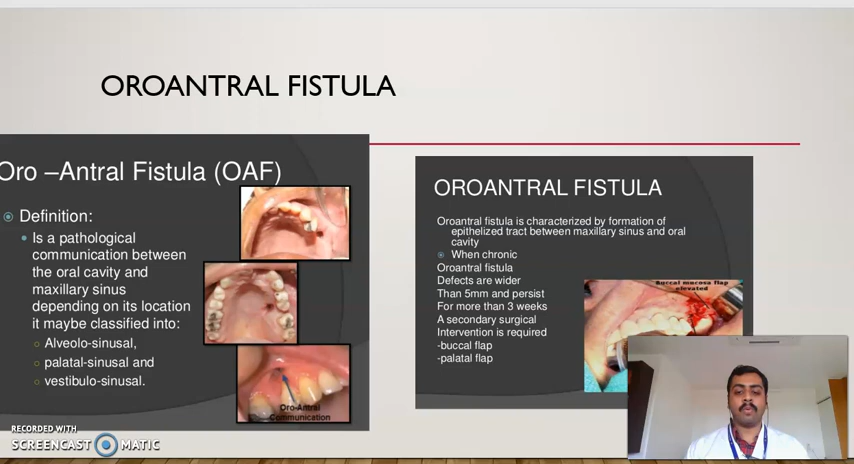 OROANTRAL FISTULA
Oro –Antral Fistula (OAF)
Definition:
Is a pathological
communication between
the oral cavity and
maxillary sinus
depending on its location
it maybe classified into:
Alveolo-sinusal,
palatal-sinusal and
vestibulo-sinusal.
Oro-Antral
Communication
OROANTRAL FISTULA
Oroantral fistula is characterized by formation of
epithelized tract between maxillary sinus and oral
cavity
When chronic
Oroantral fistula
Defects are wider
Than 5mm and persist
For more than 3 weeks
A secondary surgical
Intervention is required
-buccal flap
-palatal flap
Buccal mucosa flap
elevated
RECORDED WITH
SCREENCAST MATIC